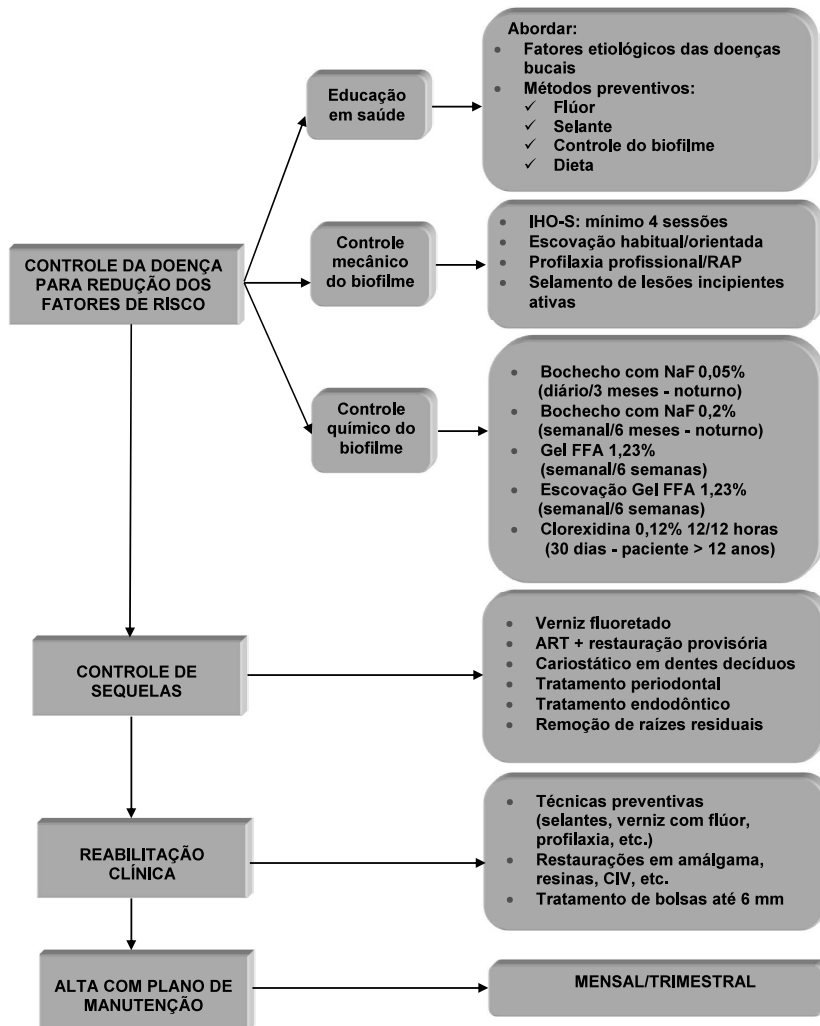 Abordar:
Fatores etiológicos das doenças
bucais
Métodos preventivos:
✓ Flúor
✓ Selante
✓ Controle do biofilme
✓ Dieta
Educação
em saúde
CONTROLE DA DOENÇA
PARA REDUÇÃO DOS
FATORES DE RISCO
Controle
mecânico
do biofilme
IHO-S: mínimo 4 sessões
Escovação habitual/orientada
Profilaxia profissional/RAP
Selamento de lesões incipientes
ativas
Controle
químico do
biofilme
Bochecho com NaF 0,05%
(diário/3 meses - noturno)
Bochecho com NaF 0,2%
(semanal/6 meses - noturno)
Gel FFA 1,23%
(semanal/6 semanas)
Escovação Gel FFA 1,23%
(semanal/6 semanas)
Clorexidina 0,12% 12/12 horas
(30 dias - paciente > 12 anos)
CONTROLE DE
SEQUELAS
Verniz fluoretado
ART + restauração provisória
Cariostático em dentes decíduos
Tratamento periodontal
Tratamento endodôntico
Remoção de raízes residuais
REABILITAÇÃO
CLÍNICA
Técnicas preventivas
(selantes, verniz com flúor,
profilaxia, etc.)
Restaurações em amálgama,
resinas, CIV, etc.
Tratamento de bolsas até 6 mm
ALTA COM PLANO DE
MANUTENÇÃO
MENSAL/TRIMESTRAL